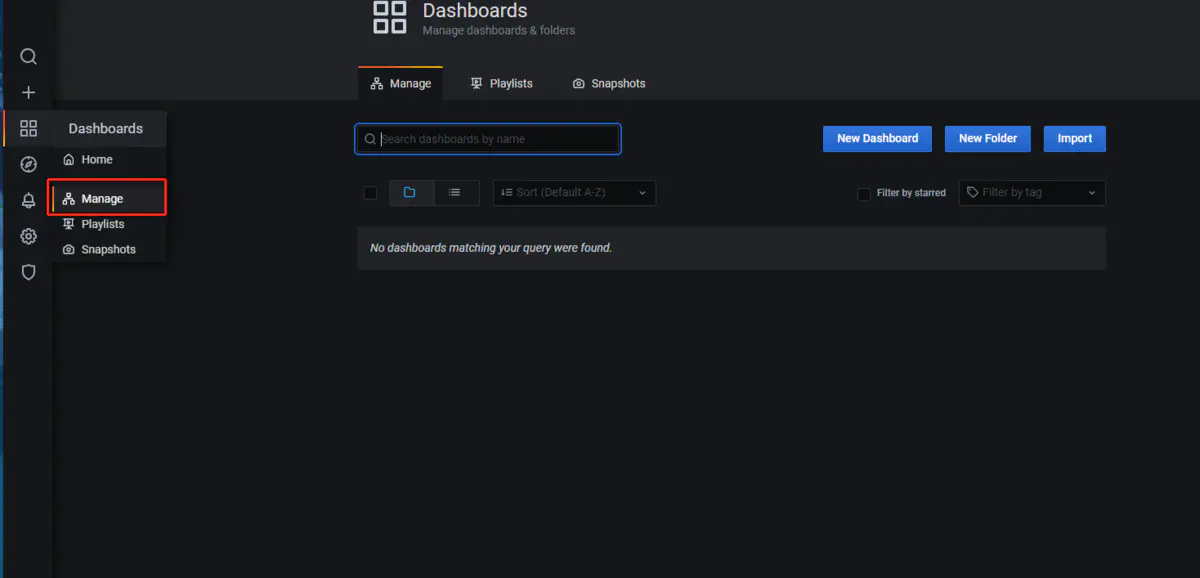 Dashboards
Manage dashboards & folders
Manage Playlists Snapshots
Dashboards
Home
Manage
Playlists
Snapshots
Search dashboards by name
New Dashboard New Folder Import
Sort (Default A-Z)
Filter by starred Filter by tag
No dashboards matching your query were found.